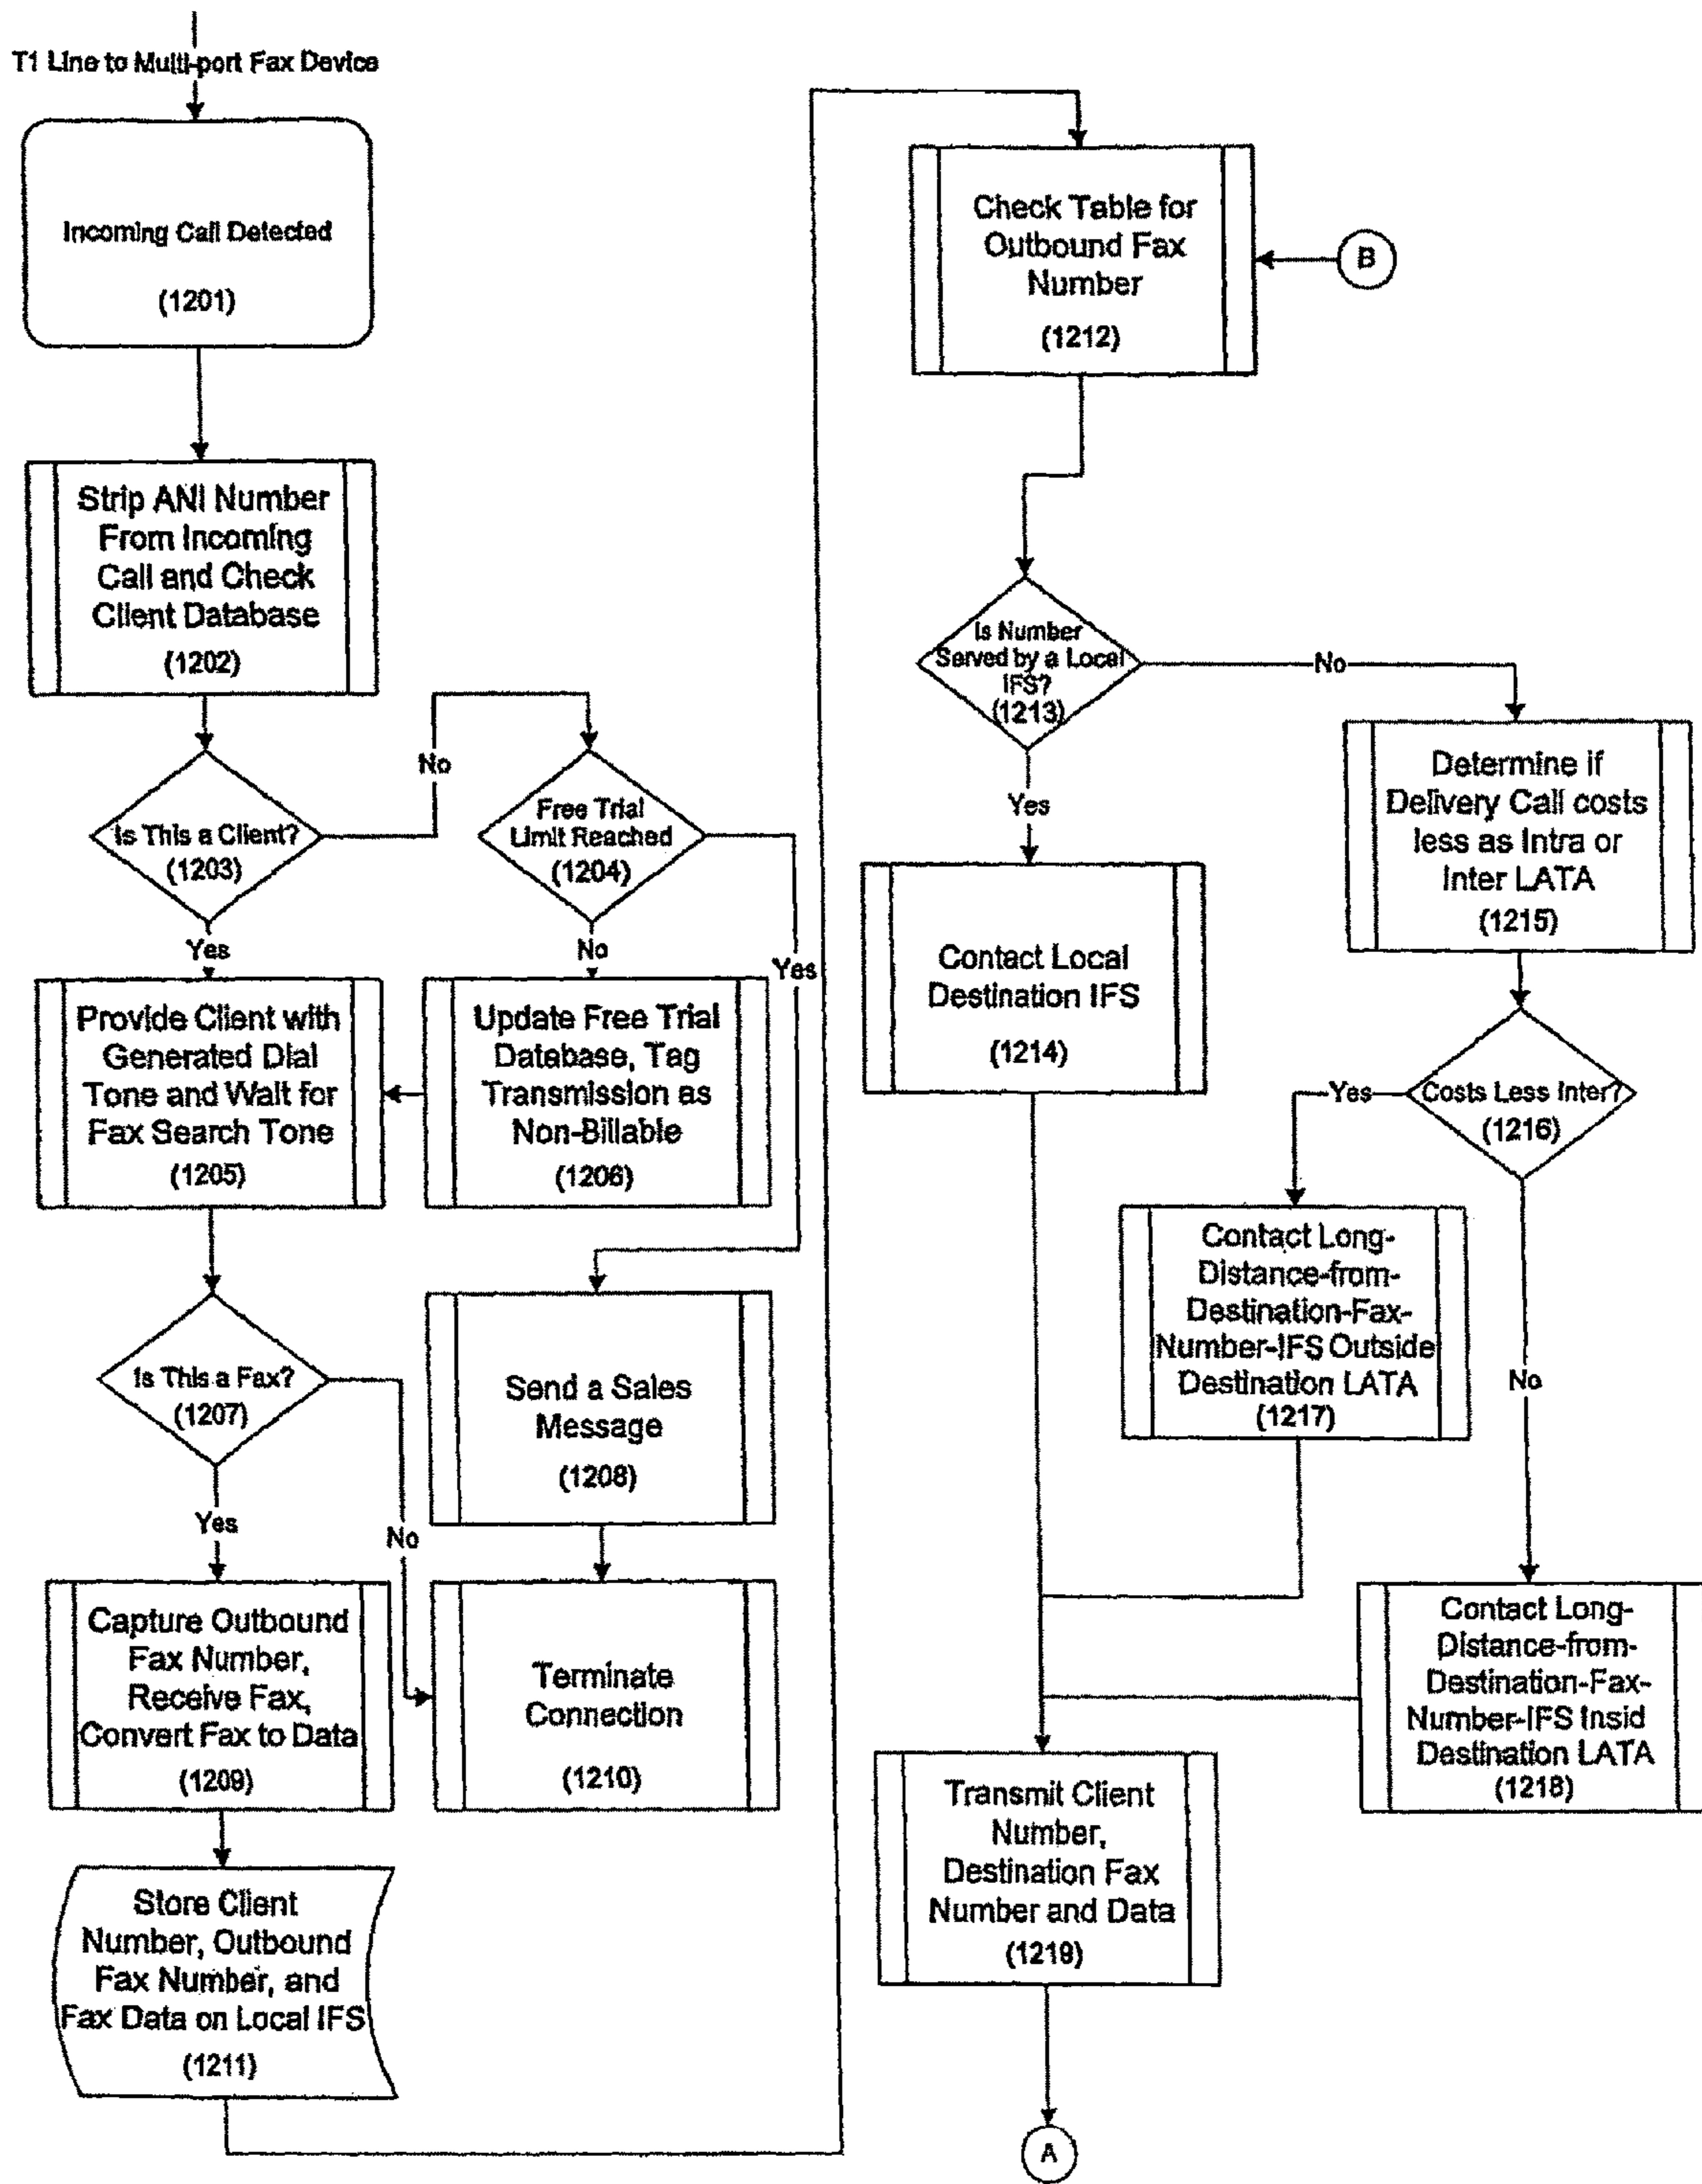 T1 Line to Multi-port Fax Device
Incoming Call Detected
(1201)
Strip ANI Number
From Incoming
Call and Check
Client Database
(1202)
Is This a Client?
(1203)
No
Yes
Free Trial
Limit Reached
(1204)
No
Yes
Provide Client with
Generated Dial
Tone and Wait for
Fax Search Tone
(1205)
Update Free Trial
Database, Tag
Transmission as
Non-Billable
(1206)
Is This a Fax?
(1207)
Yes
No
Send a Sales
Message
(1208)
Capture Outbound
Fax Number,
Receive Fax,
Convert Fax to Data
(1209)
Terminate
Connection
(1210)
Store Client
Number, Outbound
Fax Number, and
Fax Data on Local IFS
(1211)
Check Table for
Outbound Fax
Number
(1212)
B
Is Number
Served by a Local
IFS?
(1213)
No
Yes
Contact Local
Destination IFS
(1214)
Determine if
Delivery Call costs
less as Intra or
Inter LATA
(1215)
Costs Less Inter?
(1216)
Yes
No
Contact Long-
Distance-from-
Destination-Fax-
Number-IFS Outside
Destination LATA
(1217)
Contact Long-
Distance-from-
Destination-Fax-
Number-IFS Insid
Destination LATA
(1218)
Transmit Client
Number,
Destination Fax
Number and Data
(1219)
A